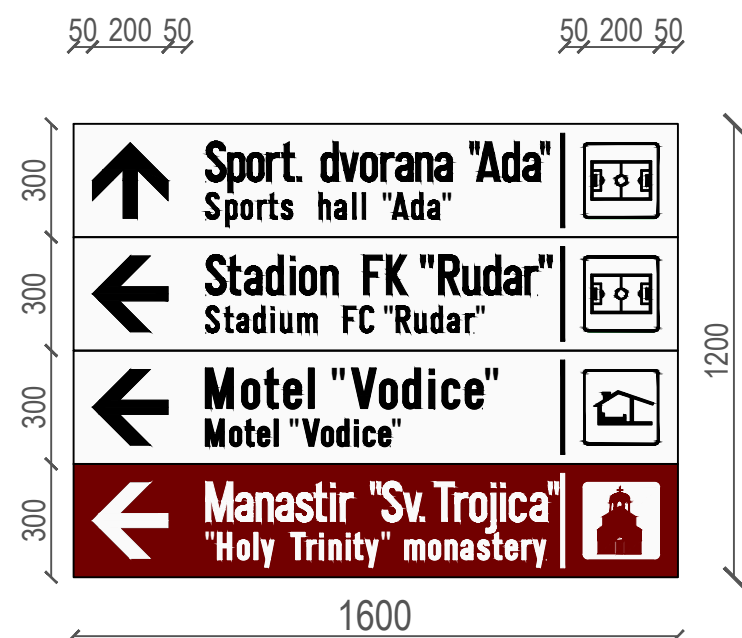 50 200 50 50 200 50
300
Sport. dvorana "Ada"
Sports hall "Ada"
300
Stadion FK "Rudar"
Stadium FC "Rudar"
1200
300
Motel "Vodice"
Motel "Vodice"
300
Manastir "Sv. Trojica"
"Holy Trinity" monastery
1600